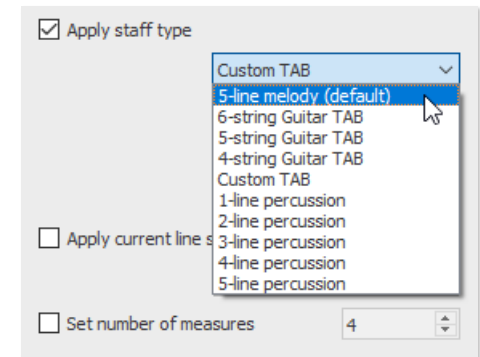 Apply staff type
Custom TAB
5-line melody (default)
6-string Guitar TAB
5-string Guitar TAB
4-string Guitar TAB
Custom TAB
1-line percussion
2-line percussion
3-line percussion
4-line percussion
5-line percussion
Apply current line
Set number of measures 4